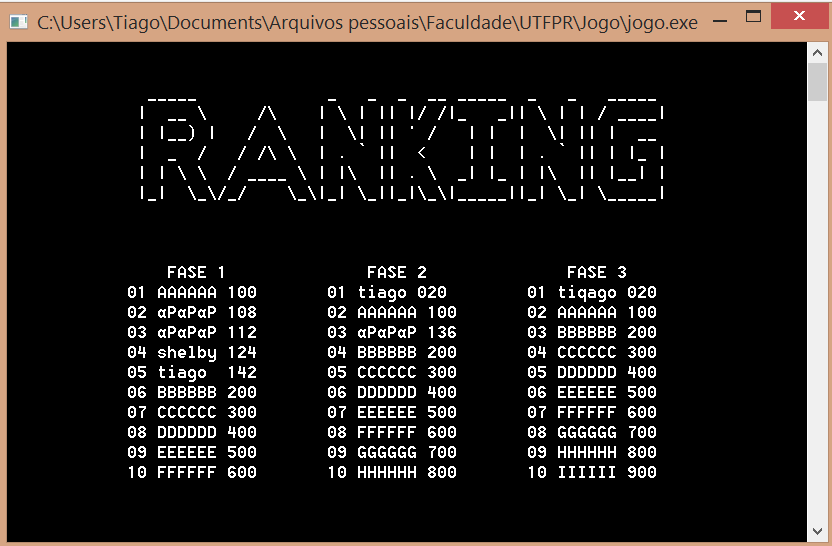 C:\Users\Tiago\Documents\Arquivos pessoais\Faculdade\UTFPR\Jogo\jogo.exe
RANKING
FASE 1 FASE 2 FASE 3
01 AAAAAA 100 01 tiago 020 01 tiqago 020
02 αPαPαP 108 02 AAAAAA 100 02 AAAAAA 100
03 αPαPαP 112 03 αPαPαP 136 03 BBBBBB 200
04 shelby 124 04 BBBBBB 200 04 CCCCCC 300
05 tiago 142 05 CCCCCC 300 05 DDDDDD 400
06 BBBBBB 200 06 DDDDDD 400 06 EEEEEE 500
07 CCCCCC 300 07 EEEEEE 500 07 FFFFFF 600
08 DDDDDD 400 08 FFFFFF 600 08 GGGGGG 700
09 EEEEEE 500 09 GGGGGG 700 09 HHHHHH 800
10 FFFFFF 600 10 HHHHHH 800 10 IIIIII 900